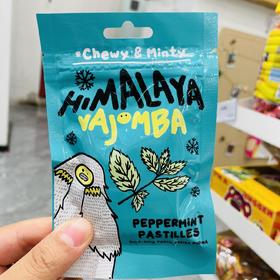 Chewy & Minty
HiMALAYA
VAJOMBA
PEPPERMINT
PASTILLES